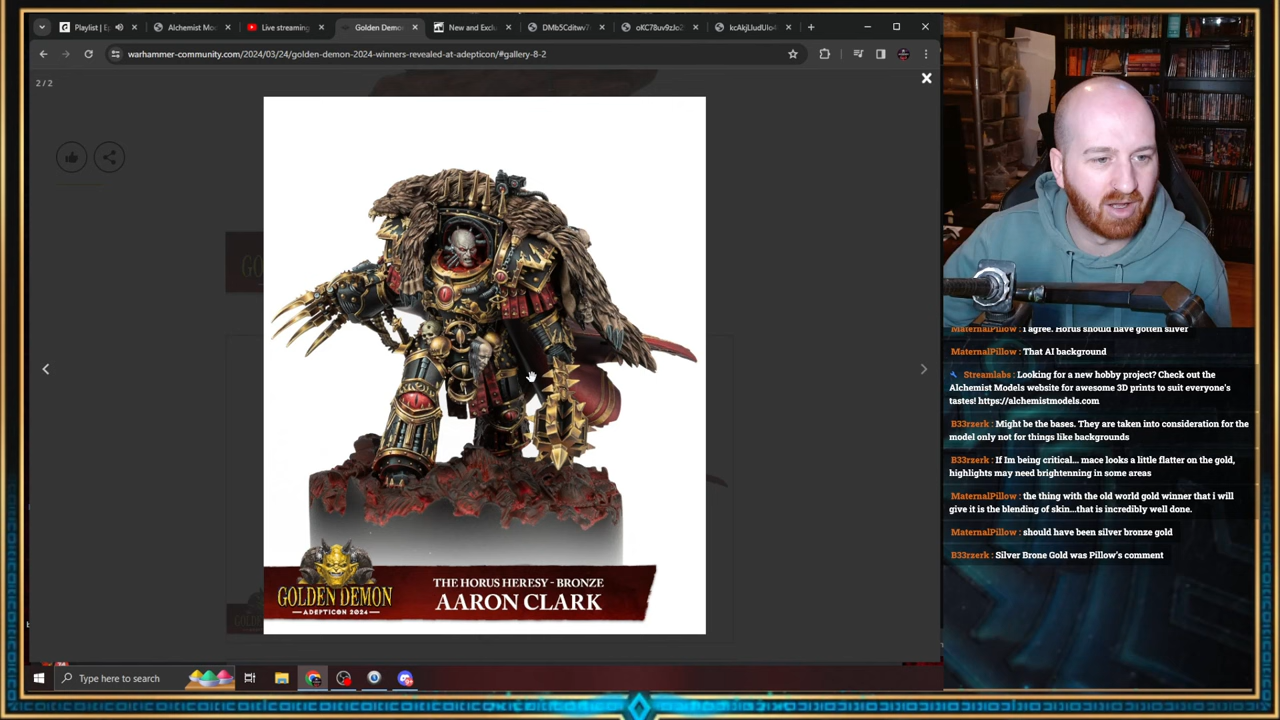 Playlist | E
Alchemist Mo
Live streaming
Golden Demon
New and Exclu
DMb5Cditwv7
oKC78uv9zJo2
kcAkjLludUIo4
warhammer-community.com/2024/03/24/golden-demon-2024-winners-revealed-at-adepticon/#gallery-8-2
2 / 2
GOLDEN DEMON
ADEPTICON 2024
THE HORUS HERESY - BRONZE
AARON CLARK
MaternalPillow : I agree. Horus should have gotten silver
MaternalPillow : That AI background
Streamlabs : Looking for a new hobby project? Check out the
Alchemist Models website for awesome 3D prints to suit everyone's
tastes! https://alchemistmodels.com
B33rzerk : Might be the bases. They are taken into consideration for the
model only not for things like backgrounds
B33rzerk : If Im being critical... mace looks a little flatter on the gold,
highlights may need brightenning in some areas
MaternalPillow : the thing with the old world gold winner that i will
give it is the blending of skin...that is incredibly well done.
MaternalPillow : should have been silver bronze gold
B33rzerk : Silver Brone Gold was Pillow's comment
Type here to search